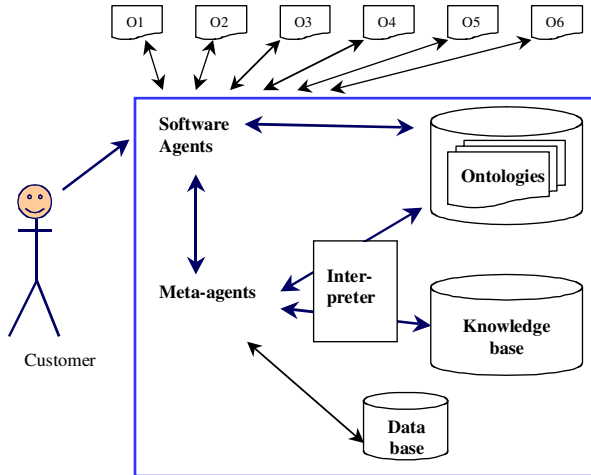 O1 O2 O3 O4 O5 O6
Software
Agents
Ontologies
Inter-
preter
Meta-agents
Knowledge
base
Customer
Data
base